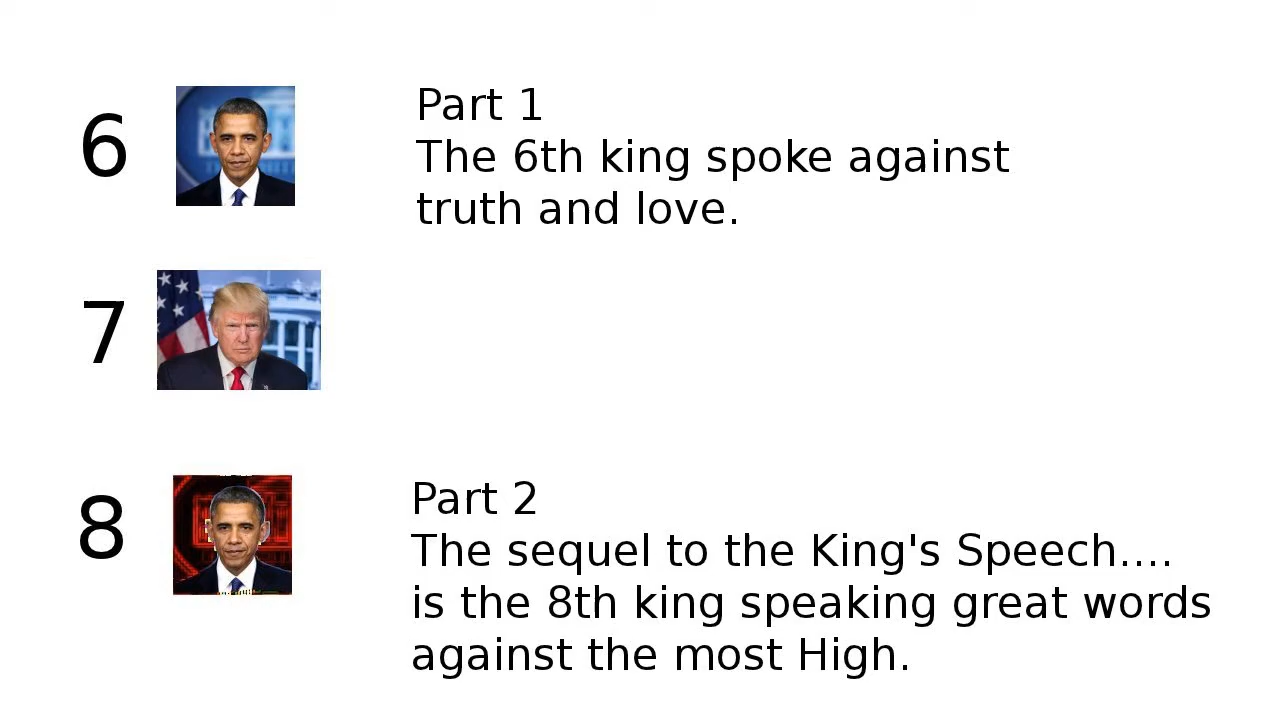 6
Part 1
The 6th king spoke against
truth and love.
7
8
Part 2
The sequel to the King's Speech....
is the 8th king speaking great words
against the most High.